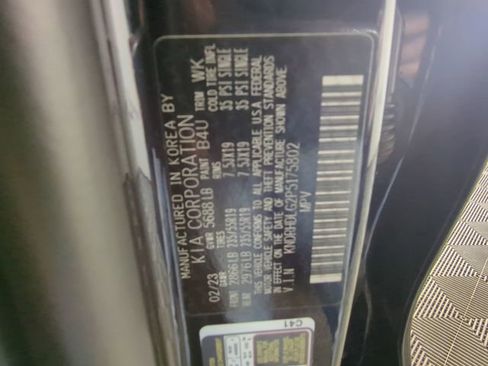 MANUFACTURED IN KOREA BY
KIA CORPORATION
02/23 GVWR 5688LB PAINT B4U TRIM WK
GAWR TIRES RIMS COLD TIRE INFL
FRONT 2866LB 235/55R19 7.5JX19 35 PSI SINGLE
REAR 2976LB 235/55R19 7.5JX19 35 PSI SINGLE
THIS VEHICLE CONFORMS TO ALL APPLICABLE U.S.A FEDERAL
MOTOR VEHICLE SAFETY AND THEFT PREVENTION STANDARDS
IN EFFECT ON THE DATE OF MANUFACTURE SHOWN ABOVE.
V.I.N
MPV
C41